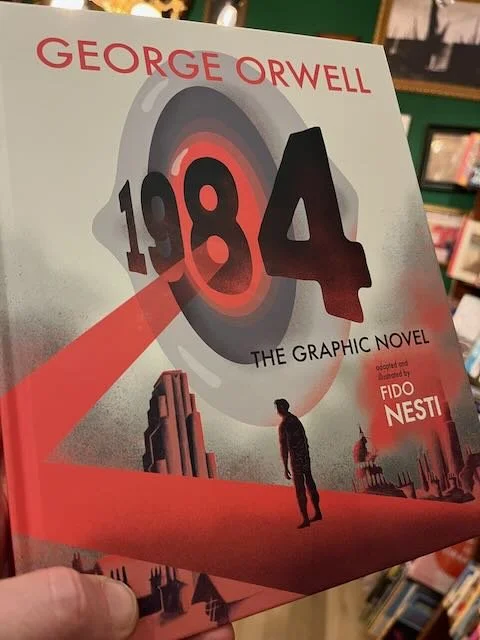 GEORGE ORWELL
1984
THE GRAPHIC NOVEL
adapted and
illustrated by
FIDO
NESTI